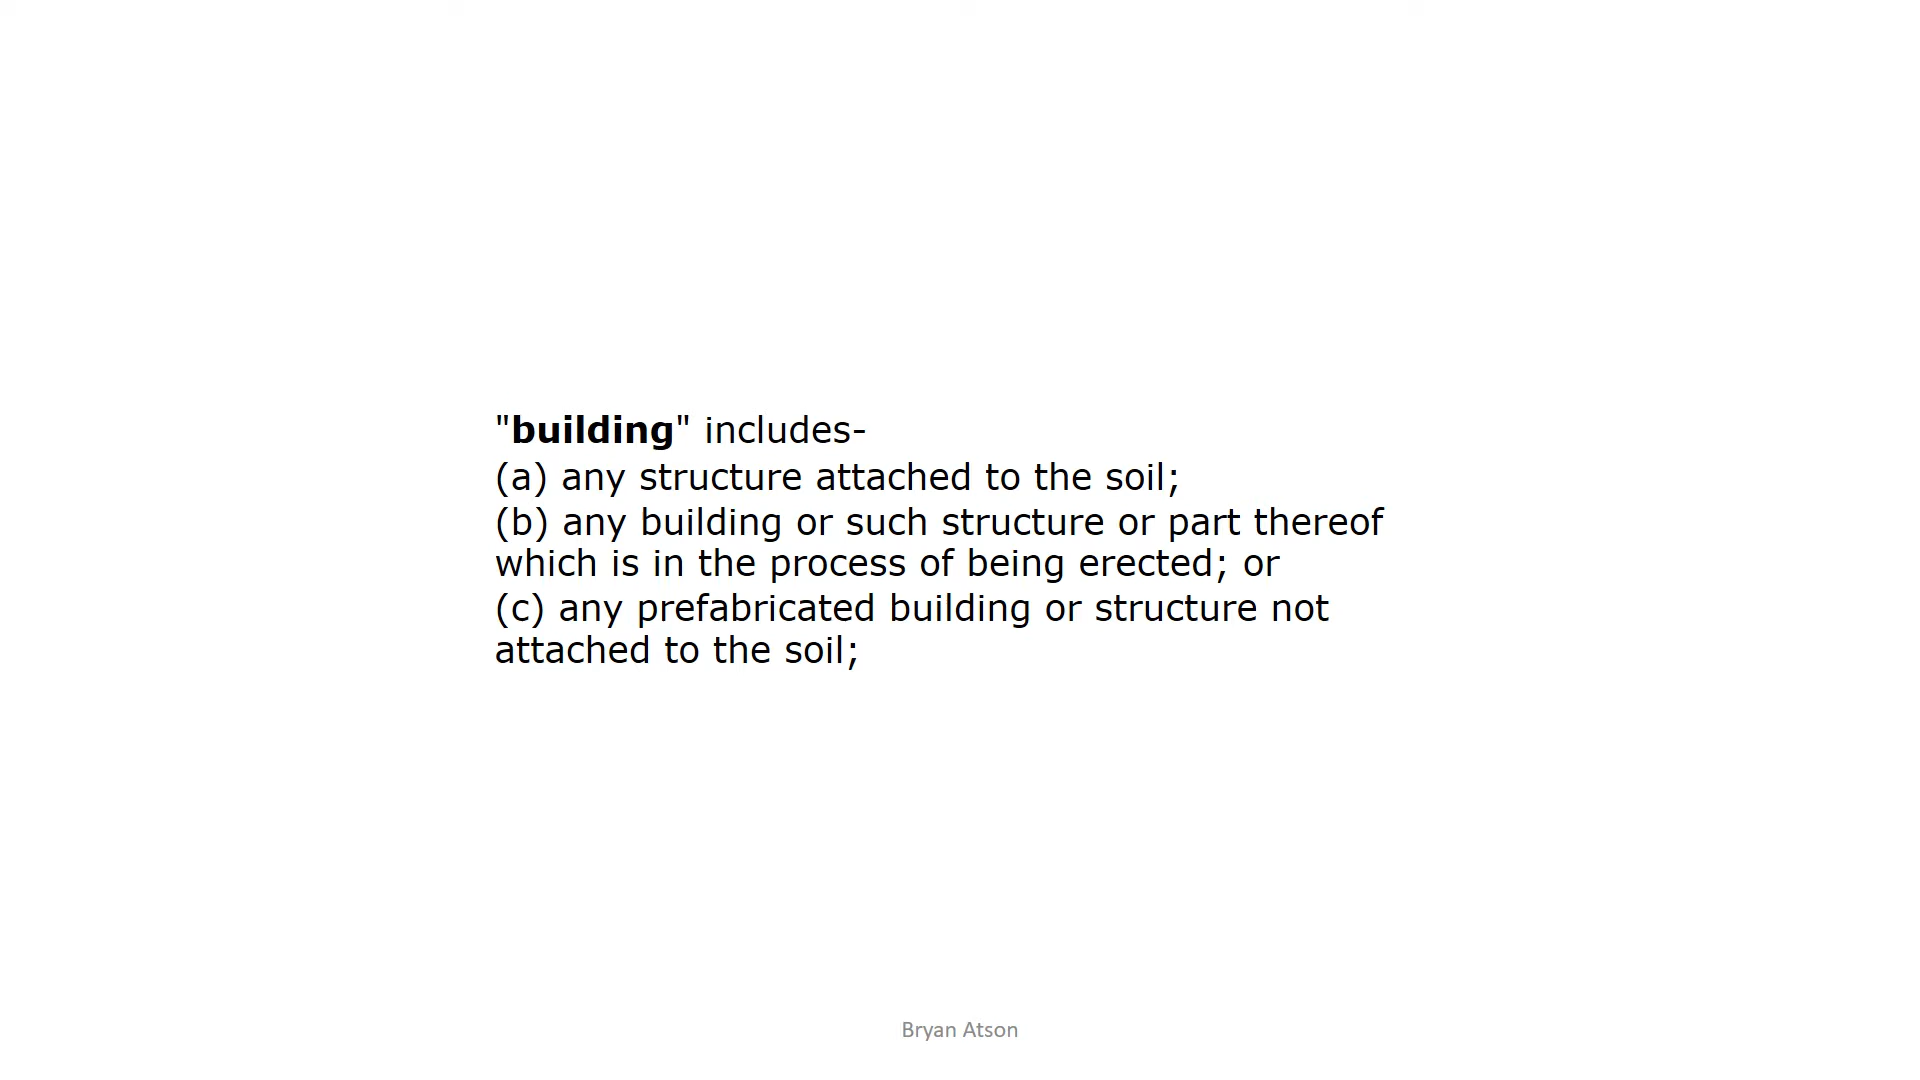 "building" includes-
(a) any structure attached to the soil;
(b) any building or such structure or part thereof
which is in the process of being erected; or
(c) any prefabricated building or structure not
attached to the soil;
Bryan Atson